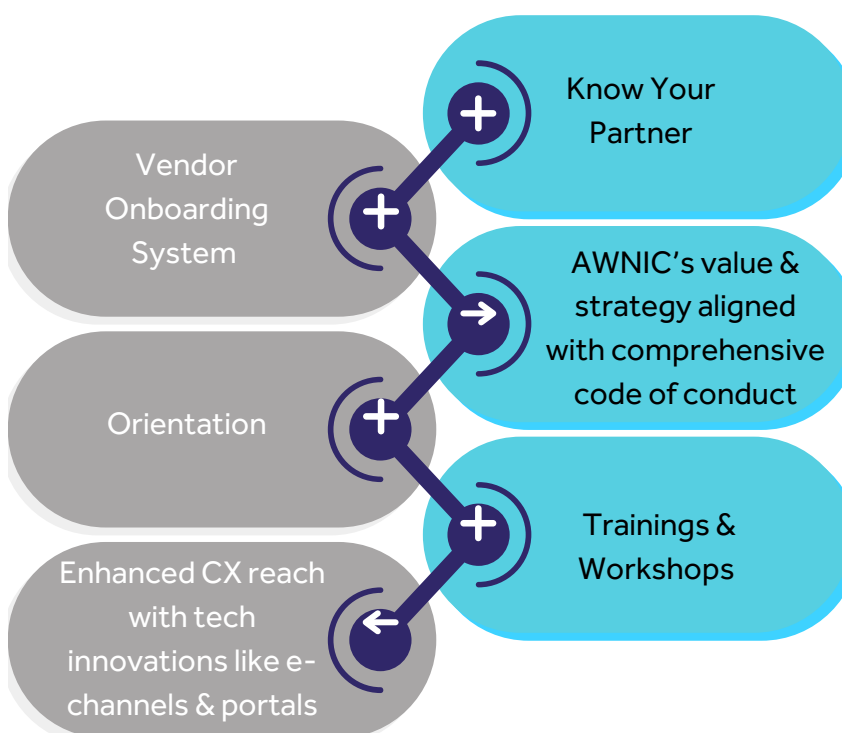 Know Your
Partner
Vendor
Onboarding
System
AWNIC’s value &
strategy aligned
with comprehensive
code of conduct
Orientation
Trainings &
Workshops
Enhanced CX reach
with tech
innovations like e-
channels & portals